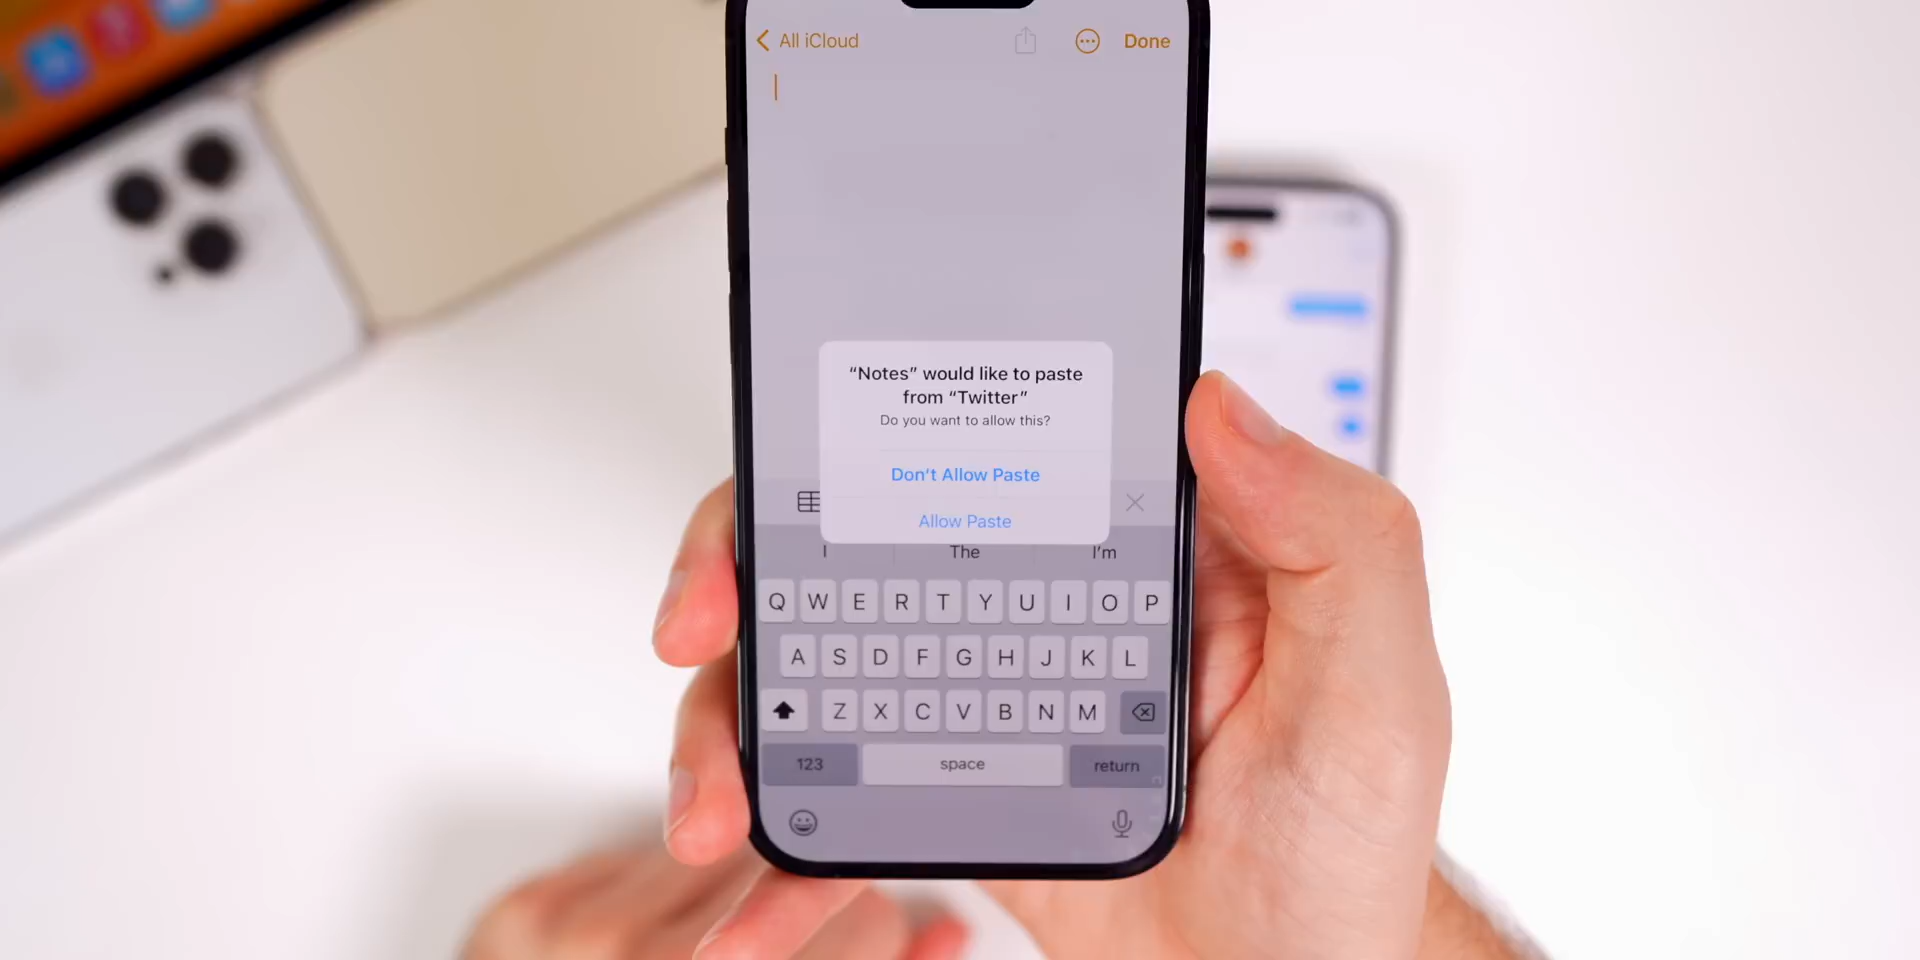 All iCloud Done
“Notes” would like to paste
from “Twitter”
Do you want to allow this?
Don't Allow Paste
Allow Paste
I The I'm
Q W E R T Y U I O P
A S D F G H J K L
Z X C V B N M
123 space return